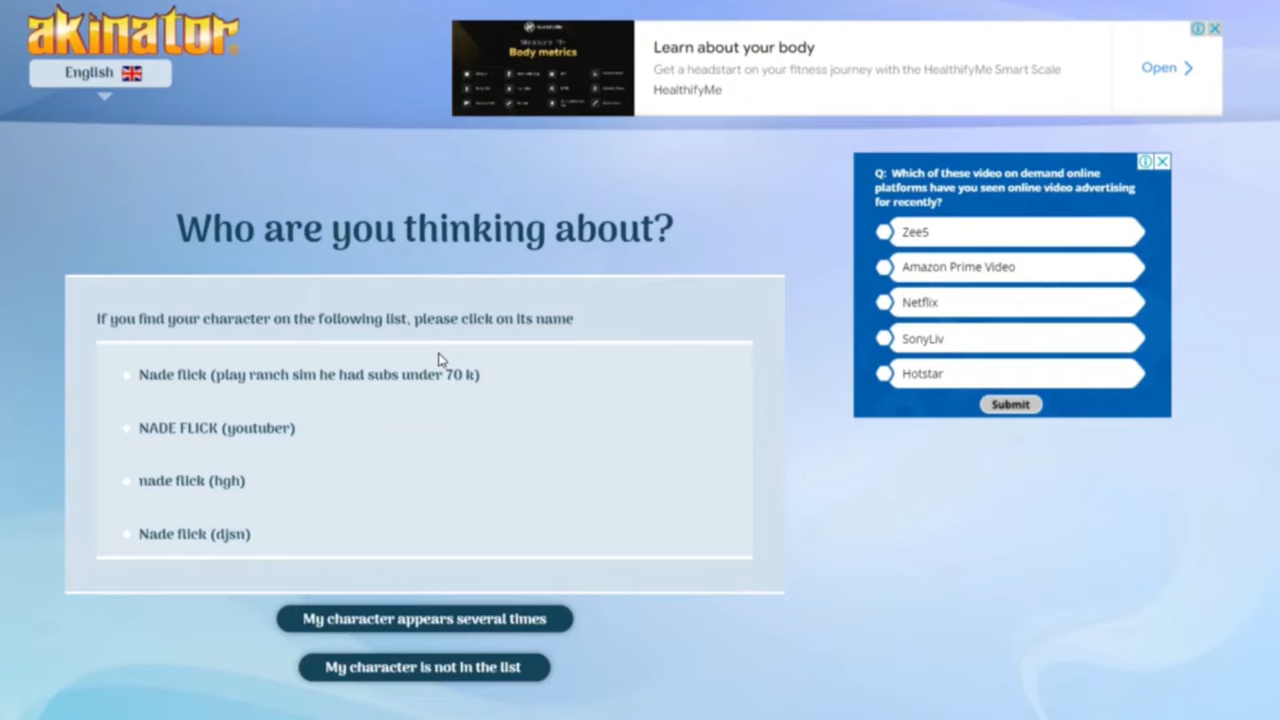 akinator
English
Body metrics
Learn about your body
Get a headstart on your fitness journey with the HealthifyMe Smart Scale
HealthifyMe
Open
Q: Which of these video on demand online
platforms have you seen online video advertising
for recently?
Zee5
Amazon Prime Video
Netflix
SonyLiv
Hotstar
Submit
Who are you thinking about?
If you find your character on the following list, please click on its name
Nade flick (play ranch sim he had subs under 70 k)
NADE FLICK (youtuber)
nade flick (hgh)
Nade flick (djsn)
My character appears several times
My character is not in the list